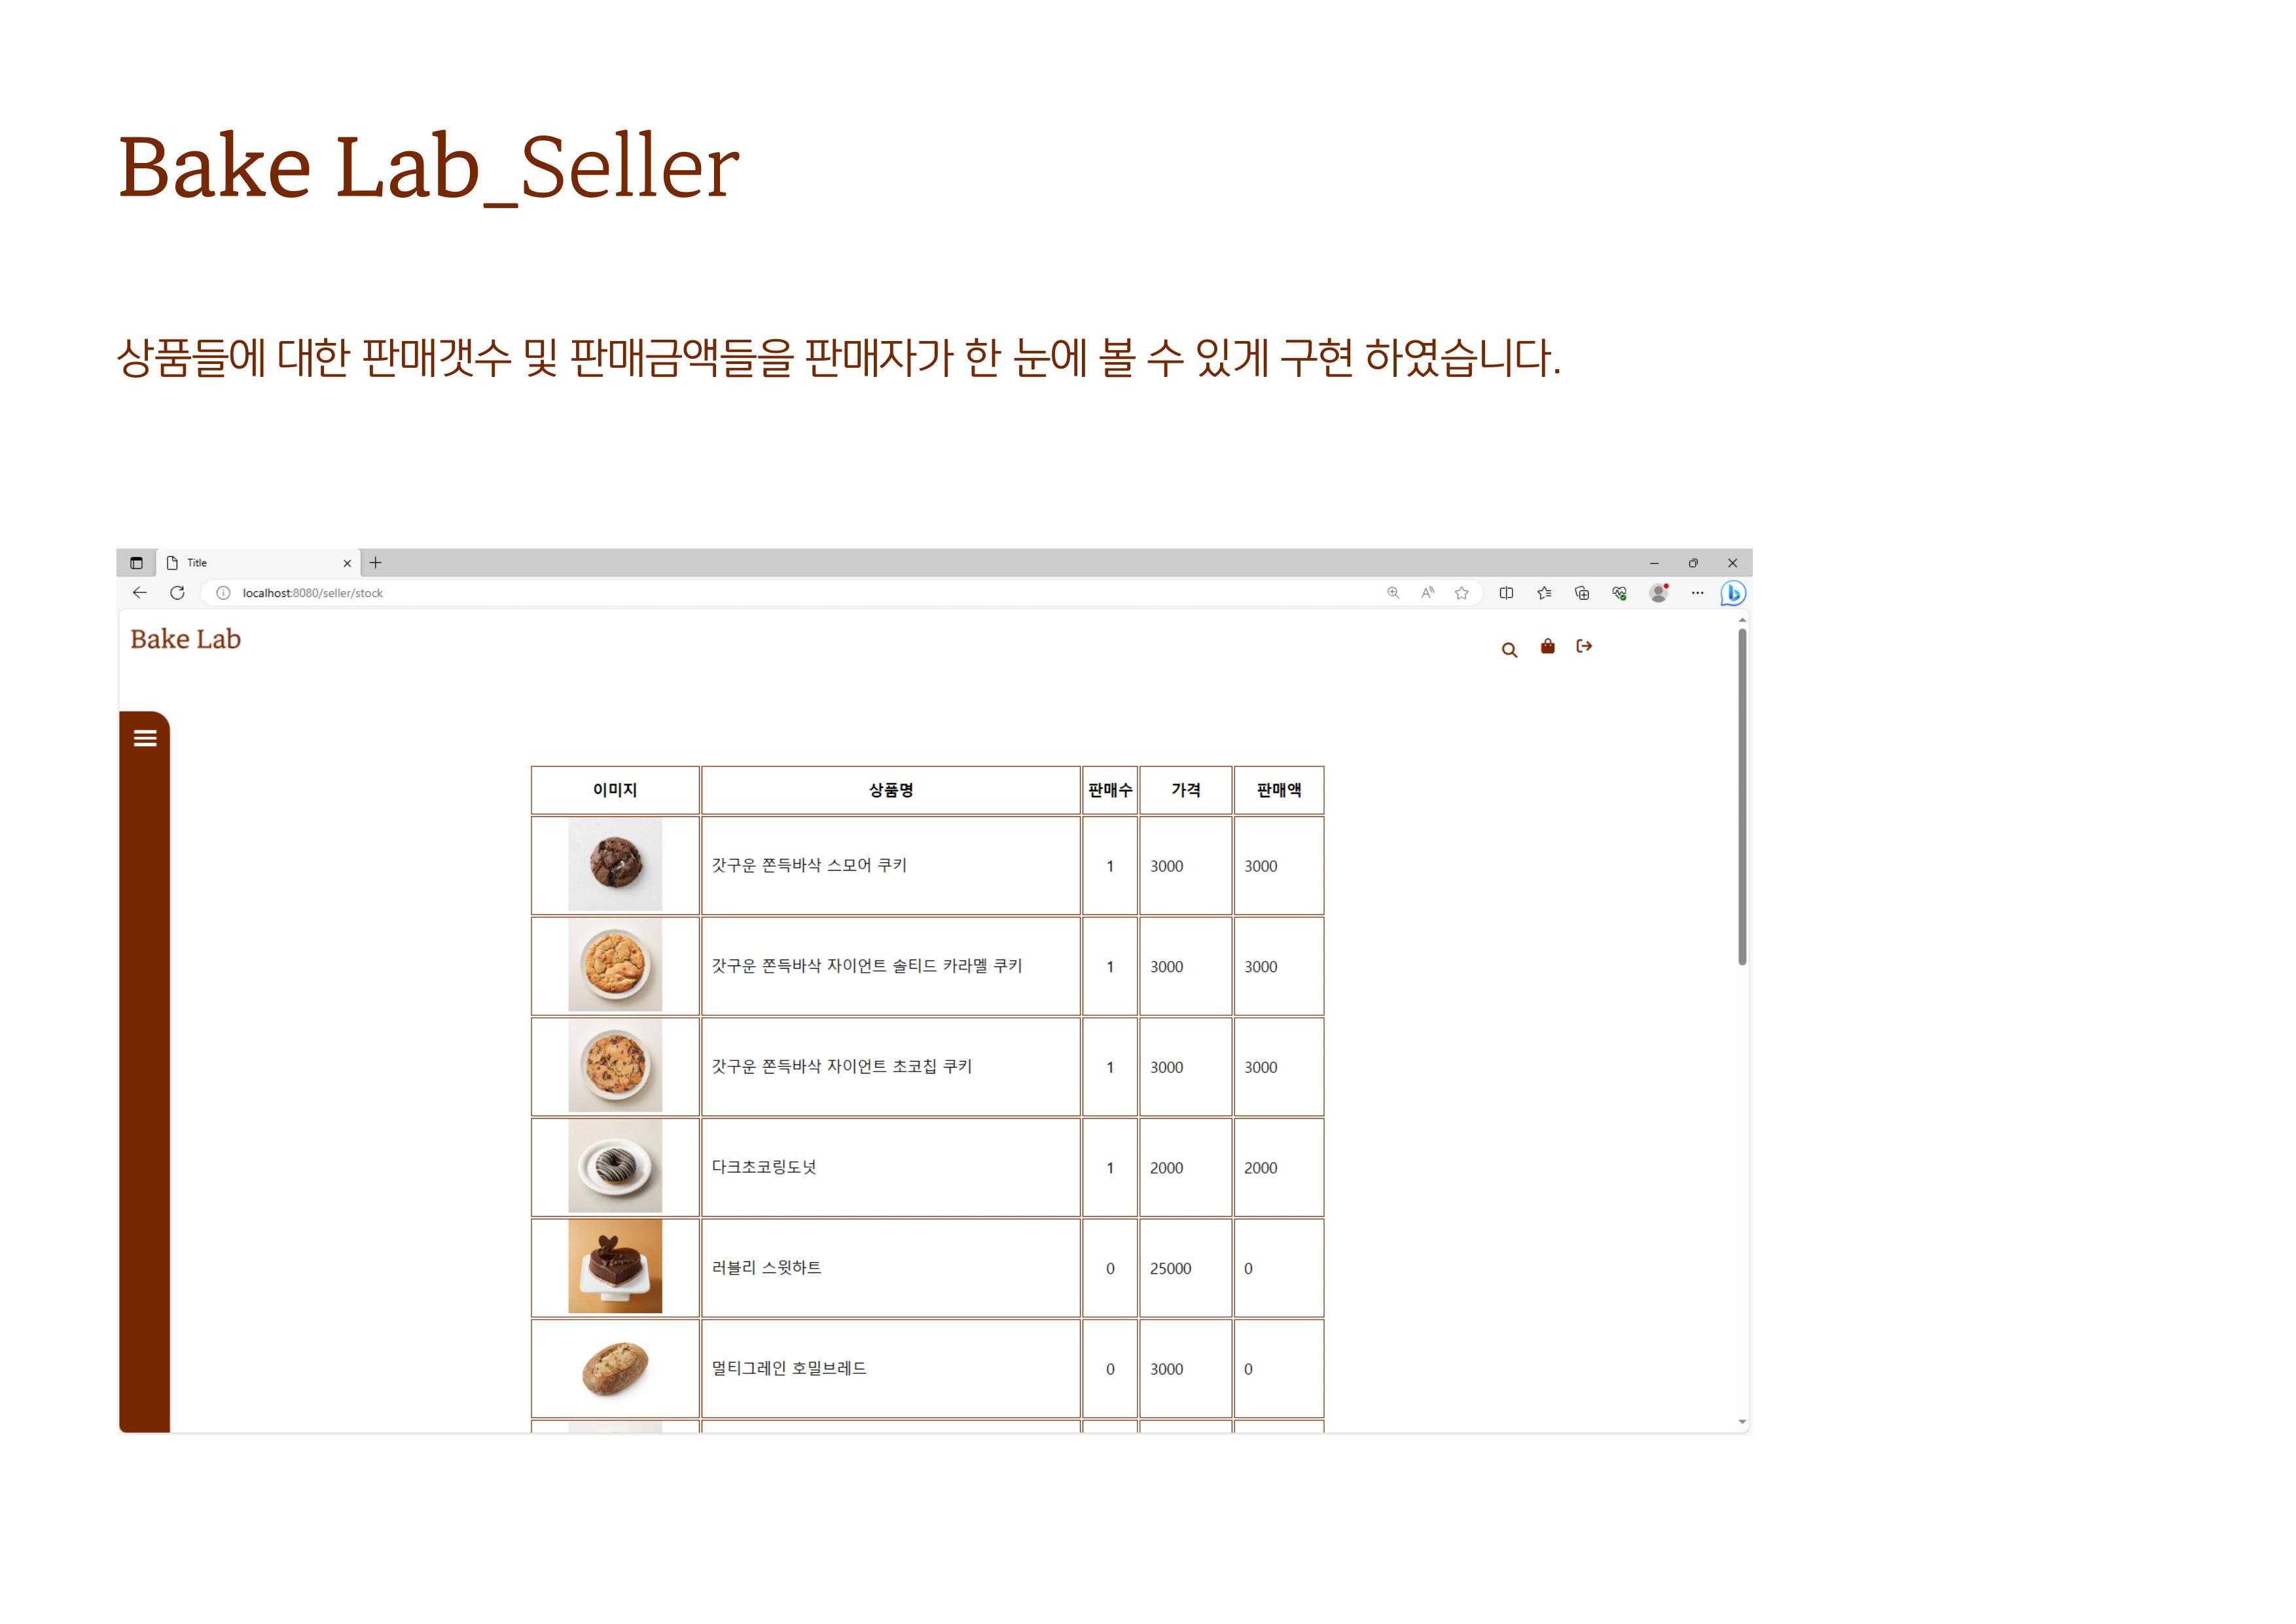 Bake Lab_Seller
상품들에 대한 판매갯수 및 판매금액들을 판매자가 한 눈에 볼 수 있게 구현 하였습니다.
Title
localhost:8080/seller/stock
Bake Lab
이미지 상품명 판매수 가격 판매액
갓구운 쫀득바삭 스모어 쿠키 1 3000 3000
갓구운 쫀득바삭 자이언트 솔티드 카라멜 쿠키 1 3000 3000
갓구운 쫀득바삭 자이언트 초코칩 쿠키 1 3000 3000
다크초코링도넛 1 2000 2000
러블리 스윗하트 0 25000 0
멀티그레인 호밀브레드 0 3000 0